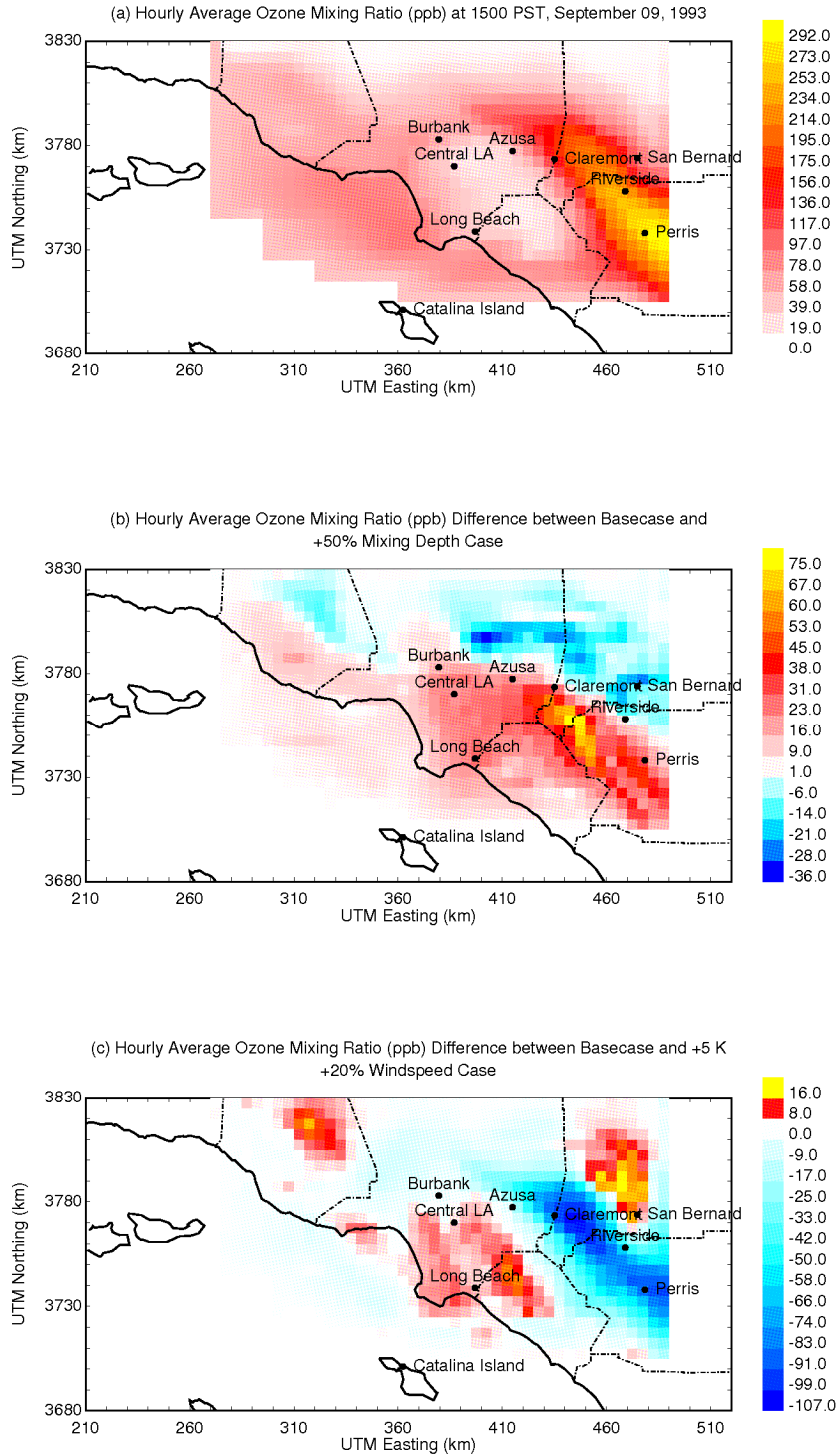 (a) Hourly Average Ozone Mixing Ratio (ppb) at 1500 PST, September 09, 1993
3830
3780
3730
3680
UTM Northing (km)
Burbank
Azusa
Central LA
Claremont
San Bernard
Riverside
Long Beach
Perris
Catalina Island
210
260
310
360
410
460
510
UTM Easting (km)
292.0
273.0
253.0
234.0
214.0
195.0
175.0
156.0
136.0
117.0
97.0
78.0
58.0
39.0
19.0
0.0
(b) Hourly Average Ozone Mixing Ratio (ppb) Difference between Basecase and
+50% Mixing Depth Case
3830
3780
3730
3680
UTM Northing (km)
Burbank
Azusa
Central LA
Claremont
San Bernard
Riverside
Long Beach
Perris
Catalina Island
210
260
310
360
410
460
510
UTM Easting (km)
75.0
67.0
60.0
53.0
45.0
38.0
31.0
23.0
16.0
9.0
1.0
-6.0
-14.0
-21.0
-28.0
-36.0
(c) Hourly Average Ozone Mixing Ratio (ppb) Difference between Basecase and +5 K
+20% Windspeed Case
3830
3780
3730
3680
UTM Northing (km)
Burbank
Azusa
Central LA
Claremont
San Bernard
Riverside
Long Beach
Perris
Catalina Island
210
260
310
360
410
460
510
UTM Easting (km)
16.0
8.0
0.0
-9.0
-17.0
-25.0
-33.0
-42.0
-50.0
-58.0
-66.0
-74.0
-83.0
-91.0
-99.0
-107.0